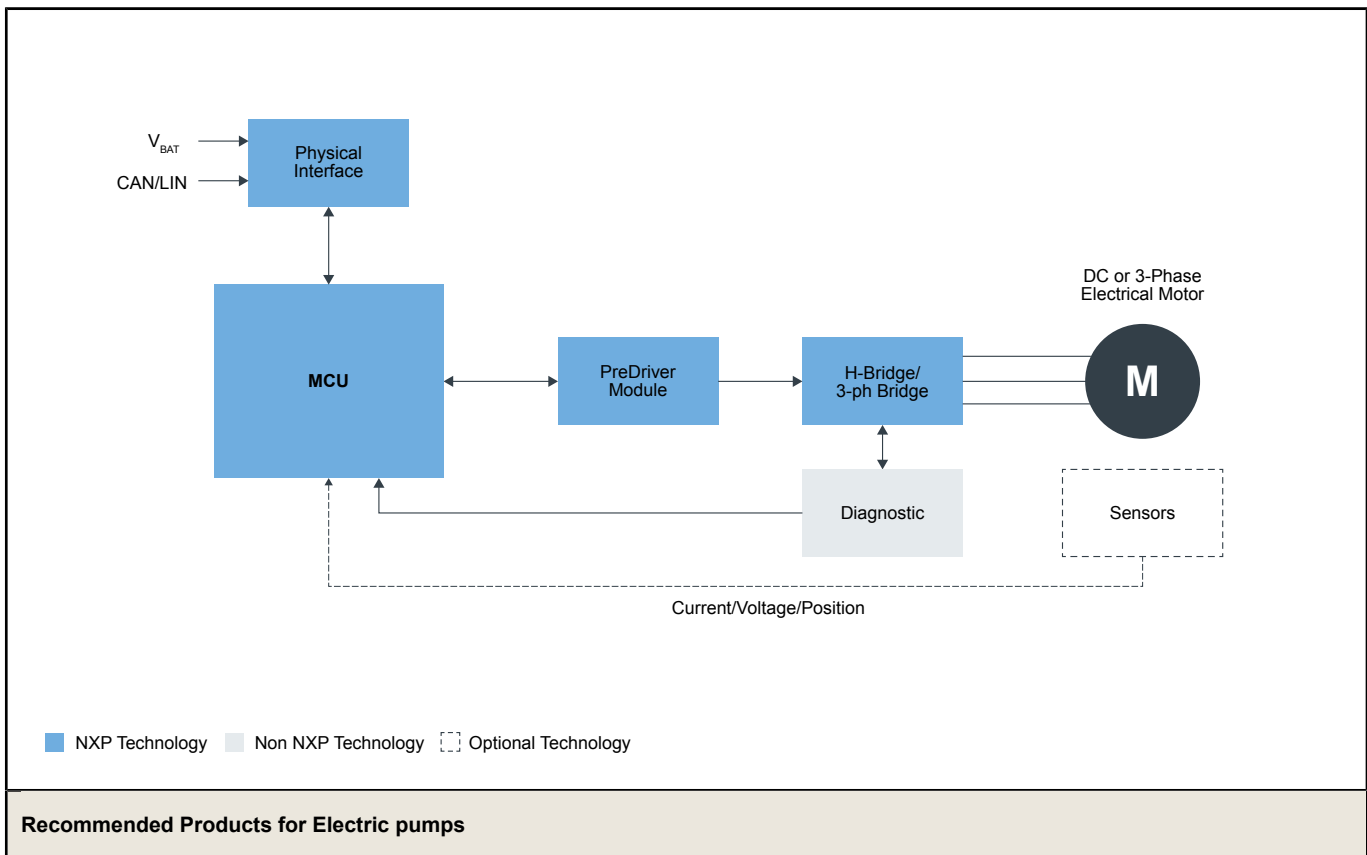 V_BAT
CAN/LIN
Physical
Interface
MCU
PreDriver
Module
H-Bridge/
3-ph Bridge
DC or 3-Phase
Electrical Motor
M
Diagnostic
Sensors
Current/Voltage/Position
NXP Technology
Non NXP Technology
Optional Technology
Recommended Products for Electric pumps